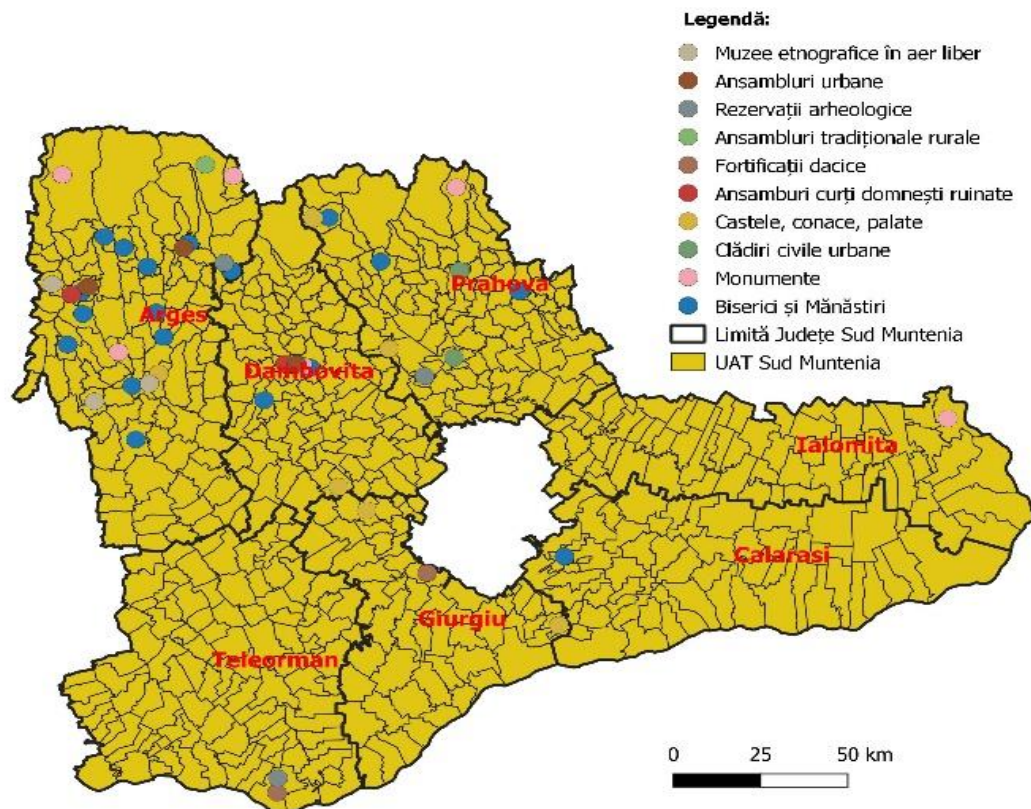 Legendă:
Muzee etnografice în aer liber
Ansambluri urbane
Rezervații arheologice
Ansambluri tradiționale rurale
Fortificații dacice
Ansamburi curți domnești ruinate
Castele, conace, palate
Clădiri civile urbane
Monumente
Biserici și Mănăstiri
Limită Județe Sud Muntenia
UAT Sud Muntenia
Prahova
Arges
Dambovita
Ialomita
Calarasi
Giurgiu
Teleorman
0 25 50 km